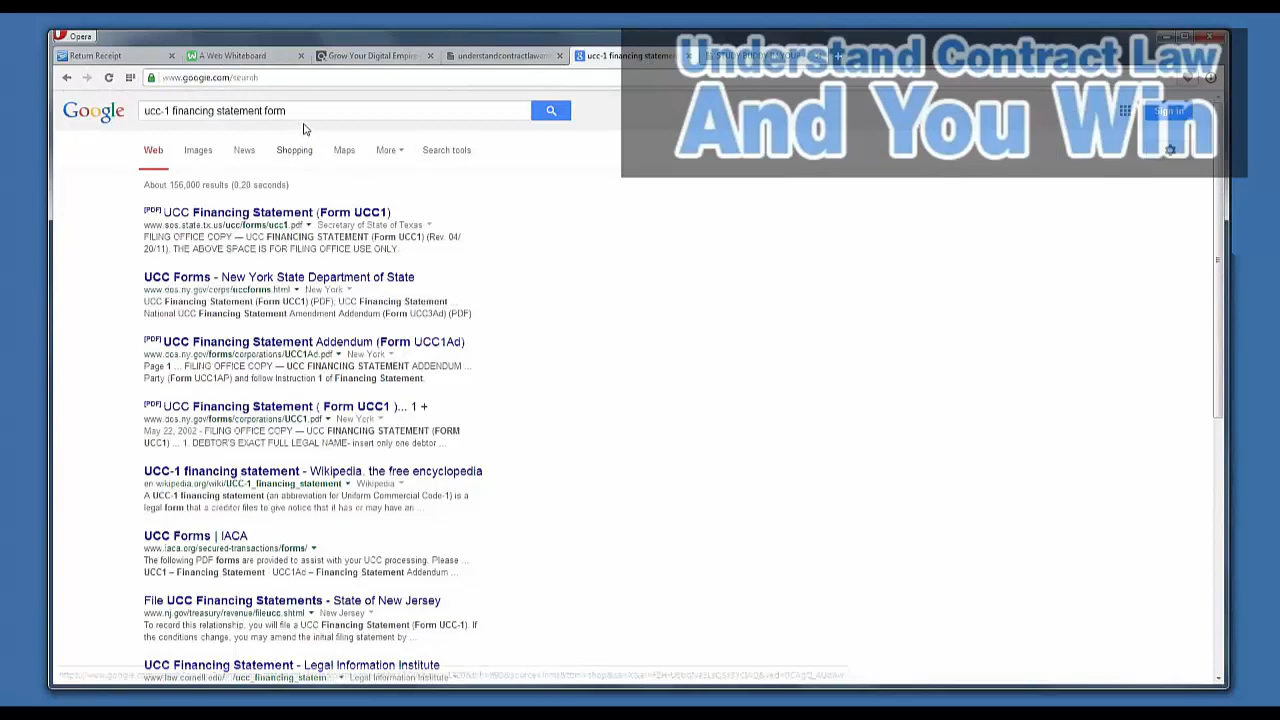 Opera
Return Receipt
A Web Whiteboard
Grow Your Digital Empire
understandcontractlawan
ucc-1 financing stateme
Understand Contract Law
And You Win
www.google.com/search
Google
ucc-1 financing statement form
Sign in
Web Images News Shopping Maps More Search tools
About 156,000 results (0.20 seconds)
[PDF] UCC Financing Statement (Form UCC1)
www.sos.state.tx.us/ucc/forms/ucc1.pdf Secretary of State of Texas
FILING OFFICE COPY — UCC FINANCING STATEMENT (Form UCC1) (Rev. 04/
20/11). THE ABOVE SPACE IS FOR FILING OFFICE USE ONLY.
UCC Forms - New York State Department of State
www.dos.ny.gov/corps/uccforms.html New York
UCC Financing Statement (Form UCC1) (PDF). UCC Financing Statement ...
National UCC Financing Statement Amendment Addendum (Form UCC3Ad) (PDF)
[PDF] UCC Financing Statement Addendum (Form UCC1Ad)
www.dos.ny.gov/forms/corporations/UCC1Ad.pdf New York
Page 1 ... FILING OFFICE COPY — UCC FINANCING STATEMENT ADDENDUM ...
Party (Form UCC1AP) and follow Instruction 1 of Financing Statement.
[PDF] UCC Financing Statement ( Form UCC1 )... 1 +
www.dos.ny.gov/forms/corporations/UCC1.pdf New York
May 22, 2002 - FILING OFFICE COPY — UCC FINANCING STATEMENT (FORM
UCC1) ... 1. DEBTOR'S EXACT FULL LEGAL NAME- insert only one debtor ...
UCC-1 financing statement - Wikipedia, the free encyclopedia
en.wikipedia.org/wiki/UCC-1_financing_statement Wikipedia
A UCC-1 financing statement (an abbreviation for Uniform Commercial Code-1) is a
legal form that a creditor files to give notice that it has or may have an ...
UCC Forms | IACA
www.iaca.org/secured-transactions/forms/
The following PDF forms are provided to assist with your UCC processing. Please ...
UCC1 – Financing Statement · UCC1Ad – Financing Statement Addendum ...
File UCC Financing Statements - State of New Jersey
www.nj.gov/treasury/revenue/fileucc.shtml New Jersey
To record this relationship, you will file a UCC Financing Statement (Form UCC-1). If
the conditions change, you may amend the initial filing statement by ...
UCC Financing Statement - Legal Information Institute
www.law.cornell.edu/.../ucc_financing_statem... Legal Information Institute